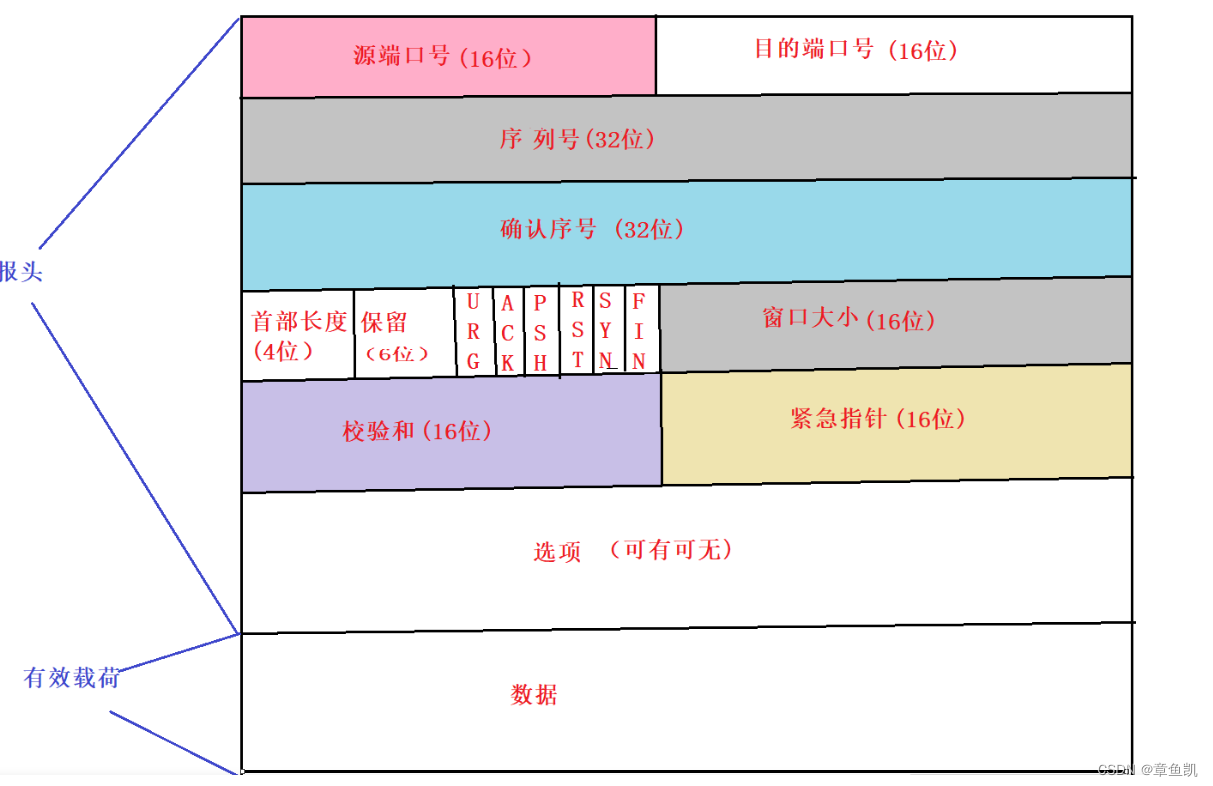 源端口号(16位)
目的端口号 (16位)
序 列号(32位)
确认序号 (32位)
报头
首部长度
(4位)
保留
(6位)
URG
ACK
PSH
RST
SYN
FIN
窗口大小(16位)
校验和(16位)
紧急指针(16位)
选项 (可有可无)
有效载荷
数据
CSDN @章鱼凯